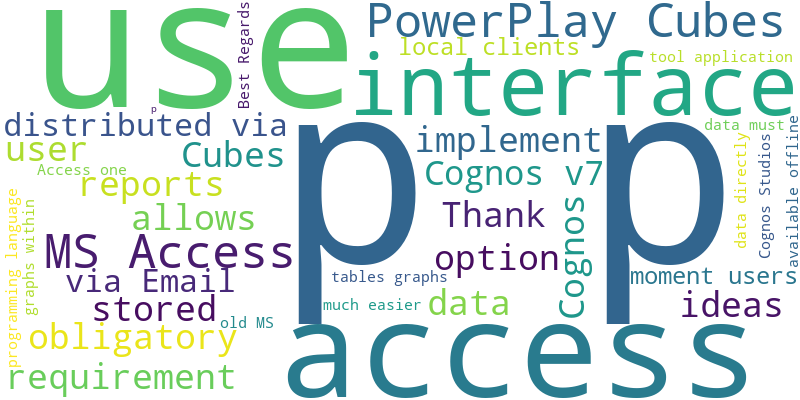 use
Best Regards
PowerPlay Cubes
local clients
tool application
interface
p
distributed via
user
Cubes
implement
data must
Access one
reports
Cognos v7
p p
data directly
Cognos Studios
available offline
programming language
graphs within
allows
Thank
Cognos
MS Access
option
via Email
tables graphs
moment users
stored
much easier
data
ideas
old MS
obligatory
access
requirement